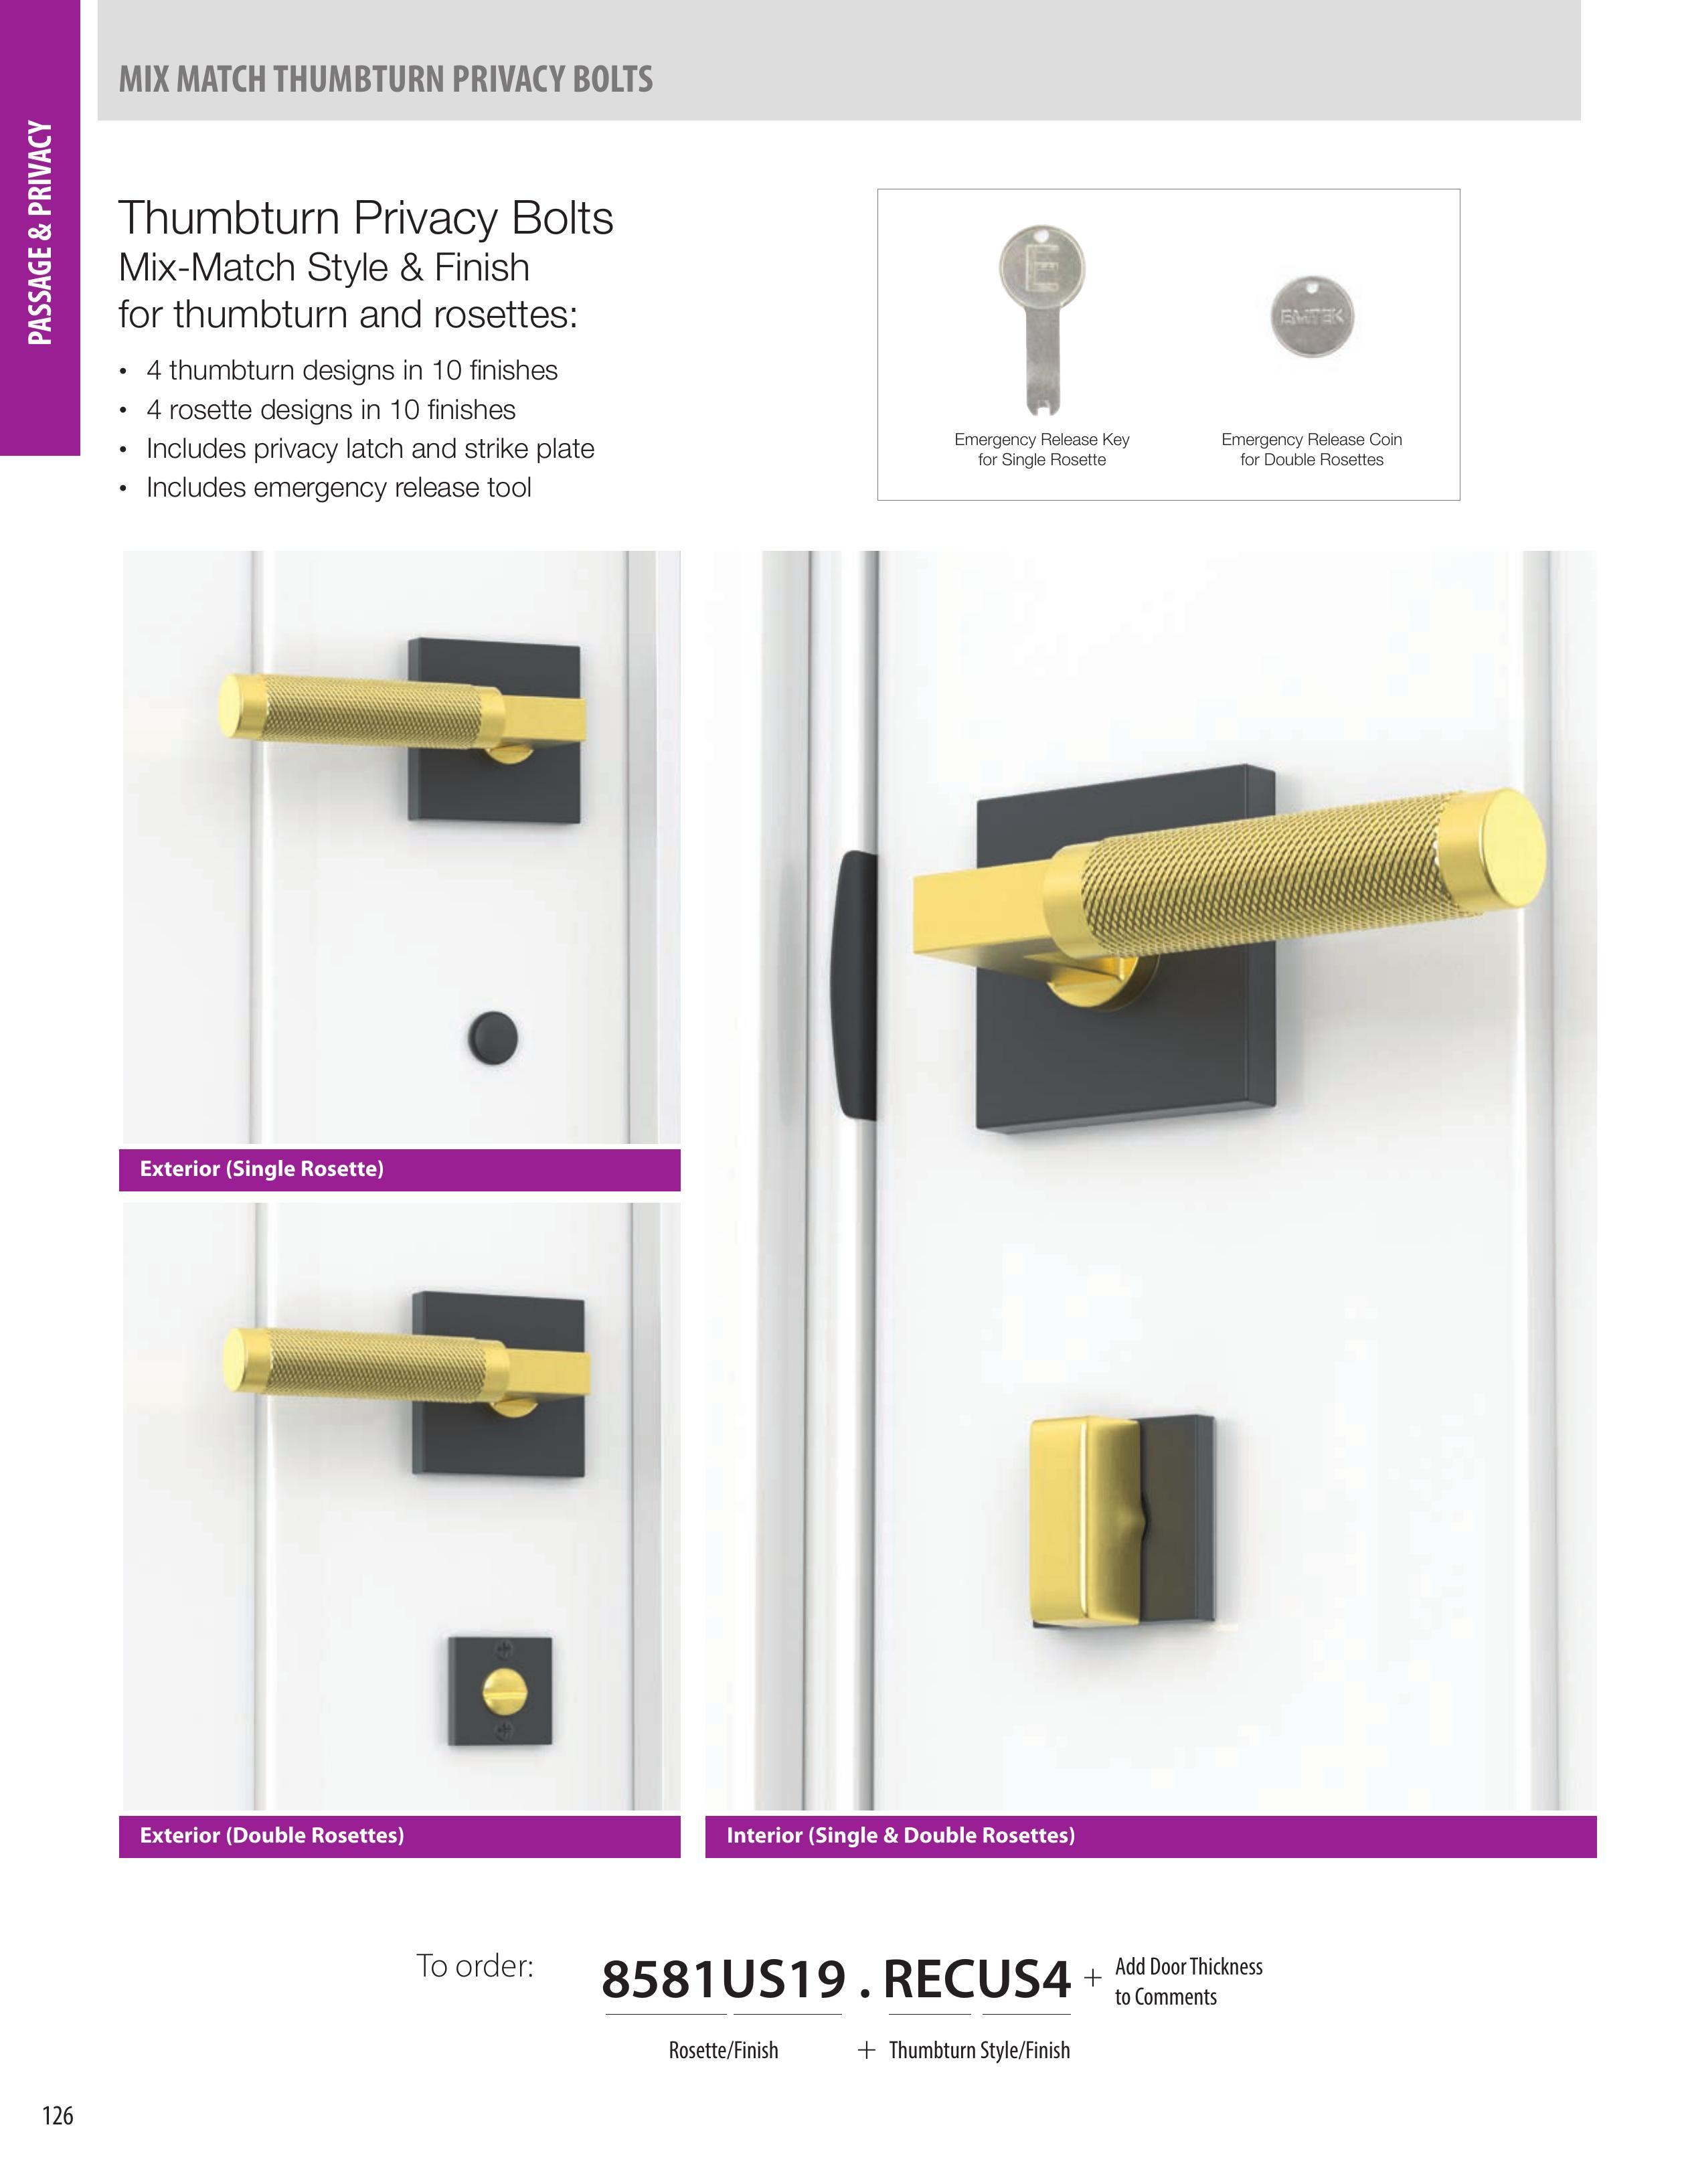 MIX MATCH THUMBTURN PRIVACY BOLTS
PASSAGE & PRIVACY
Thumbturn Privacy Bolts
Mix-Match Style & Finish
for thumbturn and rosettes:
• 4 thumbturn designs in 10 finishes
• 4 rosette designs in 10 finishes
• Includes privacy latch and strike plate
• Includes emergency release tool
E
EMTEK
Emergency Release Key
for Single Rosette
Emergency Release Coin
for Double Rosettes
Exterior (Single Rosette)
Exterior (Double Rosettes)
Interior (Single & Double Rosettes)
To order:
8581US19 . RECUS4 +
Add Door Thickness
to Comments
Rosette/Finish + Thumbturn Style/Finish
126